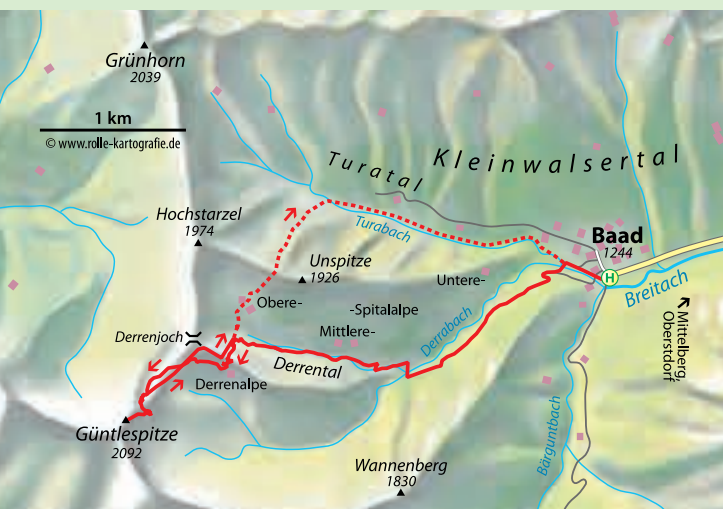 Grünhorn
2039
1 km
© www.rolle-kartografie.de
Kleinwalsertal
Turatal
Hochstarzel
1974
Turabach
Baad
1244
H
Unspitze
1926
Untere-
Breitach
Obere-
-Spitalalpe
Mittlere-
Derrabach
Mittelberg,
Oberstdorf
Derrenjoch
Derrental
Derrenalpe
Güntlespitze
2092
Bärguntbach
Wannenberg
1830